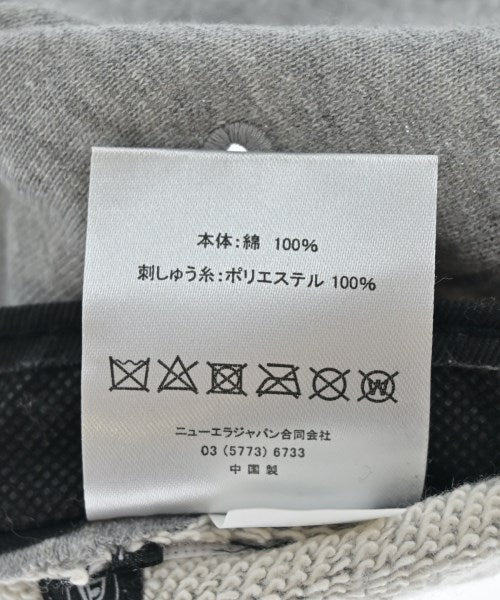 本体:綿 100%
刺しゅう糸:ポリエステル 100%
W
ニューエラジャパン合同会社
03 (5773) 6733
中国製